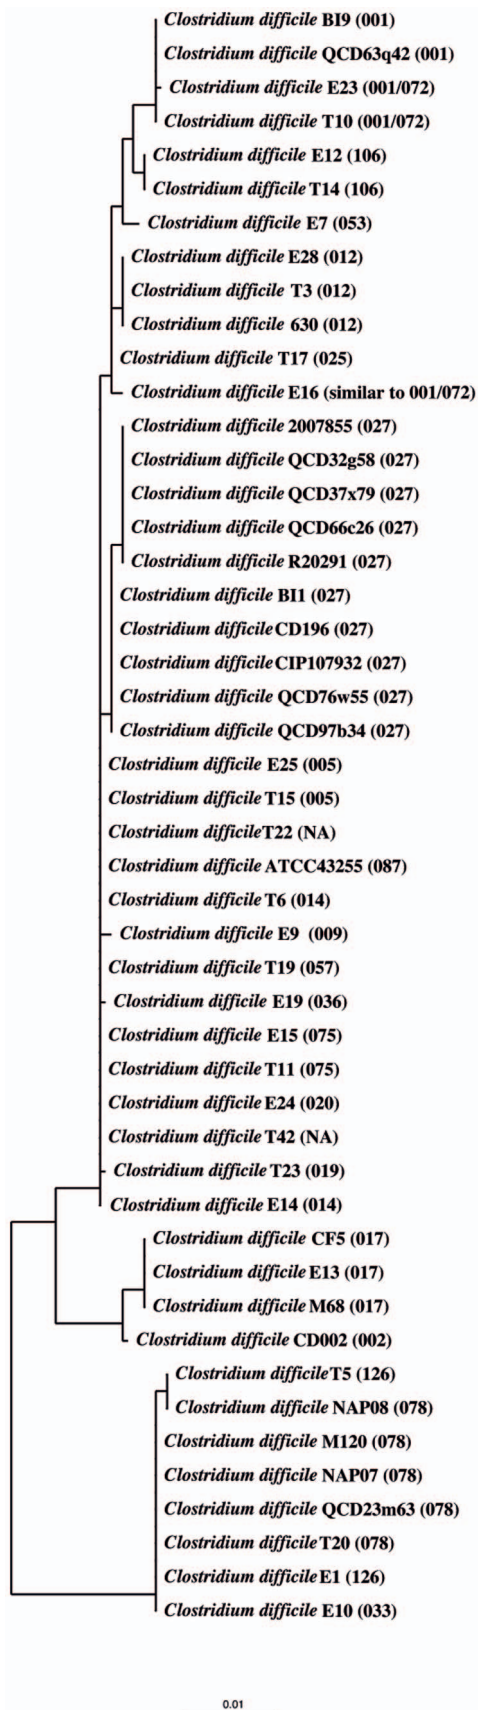 Clostridium difficile BI9 (001)
Clostridium difficile QCD63q42 (001)
Clostridium difficile E23 (001/072)
Clostridium difficile T10 (001/072)
Clostridium difficile E12 (106)
Clostridium difficile T14 (106)
Clostridium difficile E7 (053)
Clostridium difficile E28 (012)
Clostridium difficile T3 (012)
Clostridium difficile 630 (012)
Clostridium difficile T17 (025)
Clostridium difficile E16 (similar to 001/072)
Clostridium difficile 2007855 (027)
Clostridium difficile QCD32g58 (027)
Clostridium difficile QCD37x79 (027)
Clostridium difficile QCD66c26 (027)
Clostridium difficile R20291 (027)
Clostridium difficile BI1 (027)
Clostridium difficile CD196 (027)
Clostridium difficile CIP107932 (027)
Clostridium difficile QCD76w55 (027)
Clostridium difficile QCD97b34 (027)
Clostridium difficile E25 (005)
Clostridium difficile T15 (005)
Clostridium difficile T22 (NA)
Clostridium difficile ATCC43255 (087)
Clostridium difficile T6 (014)
Clostridium difficile E9 (009)
Clostridium difficile T19 (057)
Clostridium difficile E19 (036)
Clostridium difficile E15 (075)
Clostridium difficile T11 (075)
Clostridium difficile E24 (020)
Clostridium difficile T42 (NA)
Clostridium difficile T23 (019)
Clostridium difficile E14 (014)
Clostridium difficile CF5 (017)
Clostridium difficile E13 (017)
Clostridium difficile M68 (017)
Clostridium difficile CD002 (002)
Clostridium difficile T5 (126)
Clostridium difficile NAP08 (078)
Clostridium difficile M120 (078)
Clostridium difficile NAP07 (078)
Clostridium difficile QCD23m63 (078)
Clostridium difficile T20 (078)
Clostridium difficile E1 (126)
Clostridium difficile E10 (033)
0.01